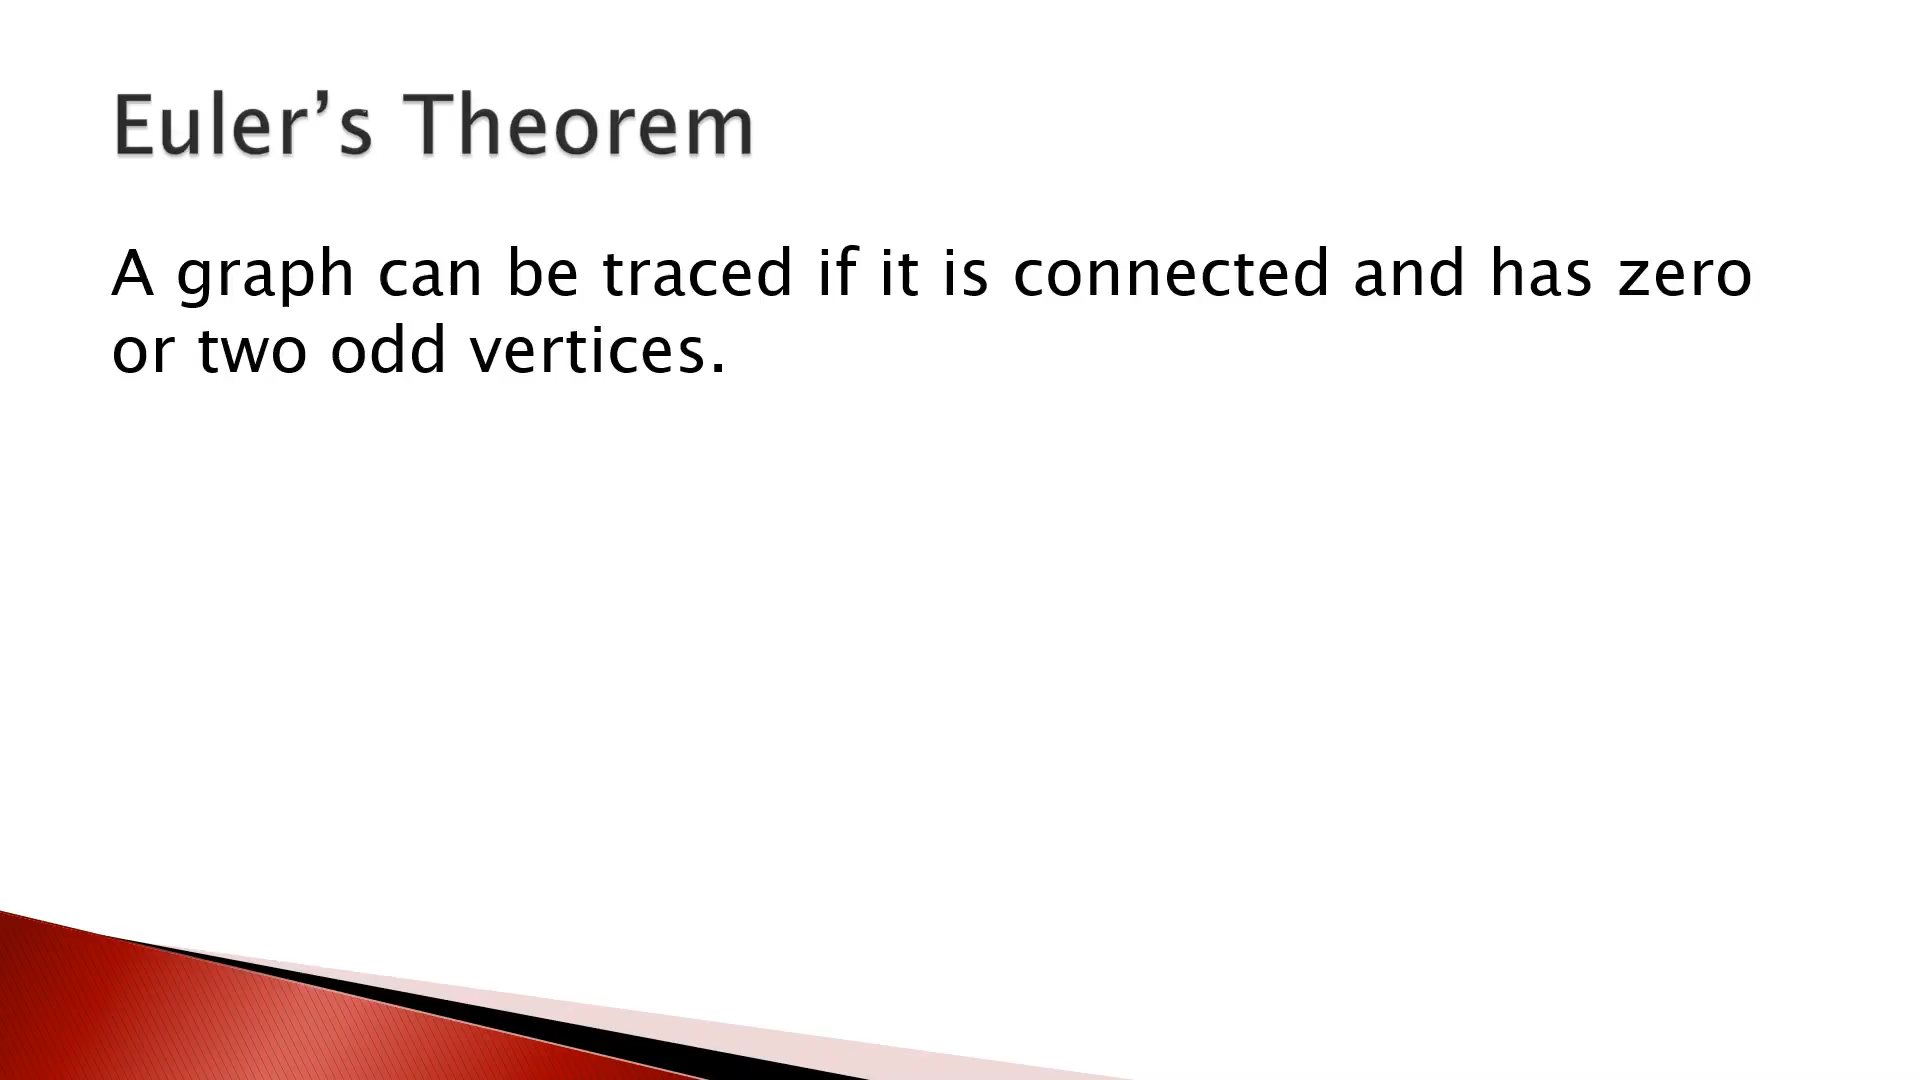 Euler’s Theorem
A graph can be traced if it is connected and has zero
or two odd vertices.